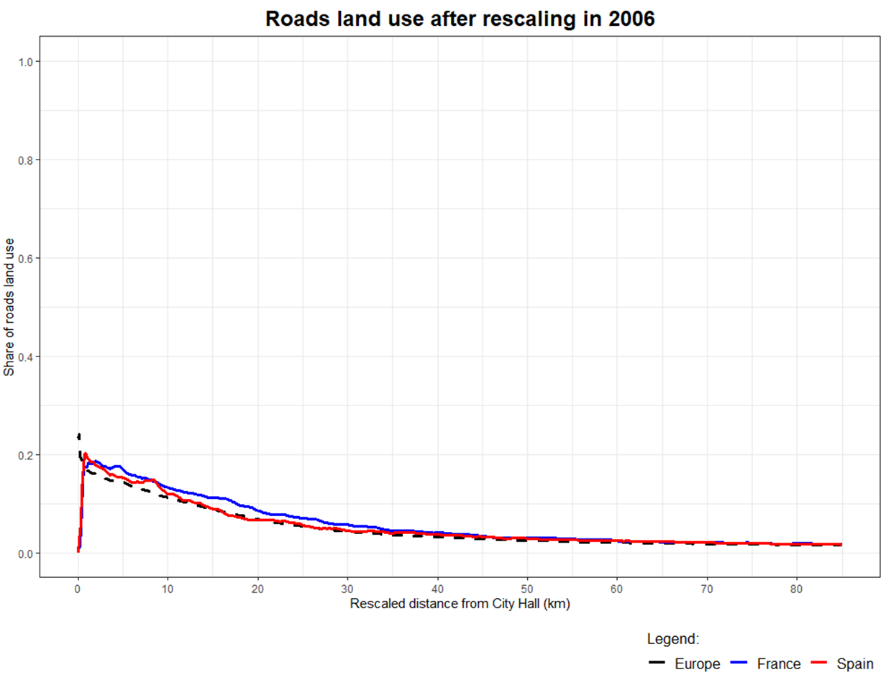 Roads land use after rescaling in 2006
Share of roads land use
1.0
0.8
0.6
0.4
0.2
0.0
0 10 20 30 40 50 60 70 80
Rescaled distance from City Hall (km)
Legend:
Europe France Spain